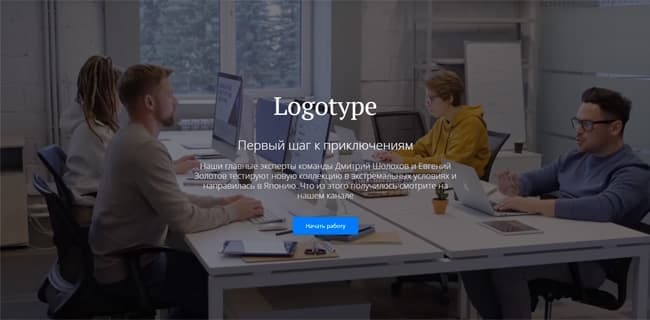 Logotype
Первый шаг к приключениям
Наши главные эксперты команды Дмитрий Шолохов и Евгений
Золотов тестируют новую коллекцию в экстремальных условиях и
направилась в Японию. Что из этого получилось смотрите на
нашем канале
Начать работу